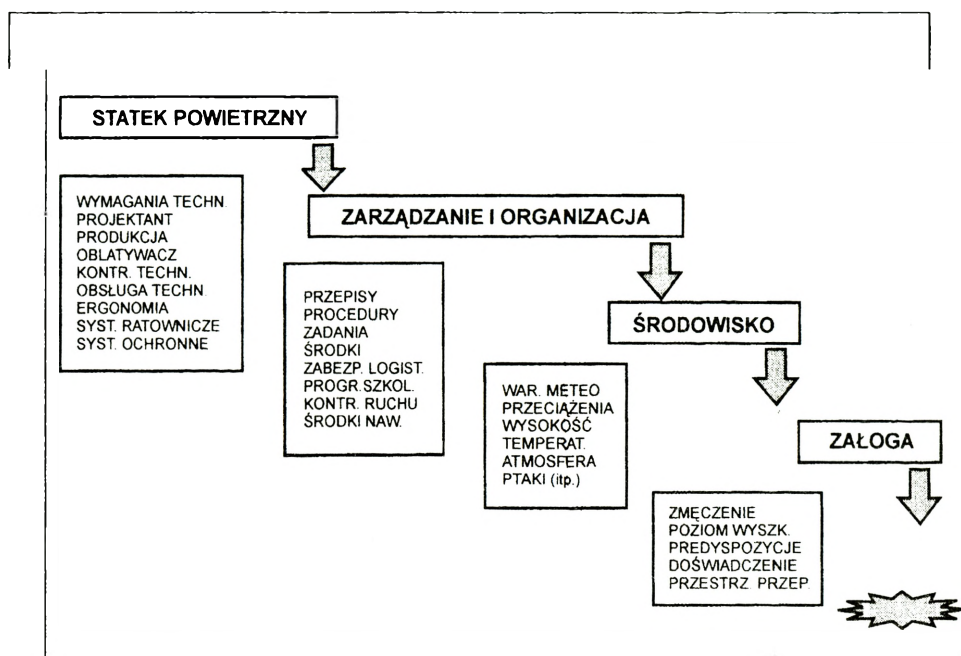 STATEK POWIETRZNY
WYMAGANIA TECHN.
PROJEKTANT
PRODUKCJA
OBLATYWACZ
KONTR. TECHN.
OBSŁUGA TECHN.
ERGONOMIA
SYST. RATOWNICZE
SYST. OCHRONNE
ZARZĄDZANIE I ORGANIZACJA
PRZEPISY
PROCEDURY
ZADANIA
ŚRODKI
ZABEZP. LOGIST.
PROGR.SZKOL.
KONTR. RUCHU
ŚRODKI NAW.
ŚRODOWISKO
WAR. METEO
PRZECIĄŻENIA
WYSOKOŚĆ
TEMPERAT.
ATMOSFERA
PTAKI (itp.)
ZAŁOGA
ZMĘCZENIE
POZIOM WYSZK.
PREDYSPOZYCJE
DOŚWIADCZENIE
PRZESTRZ. PRZEP.